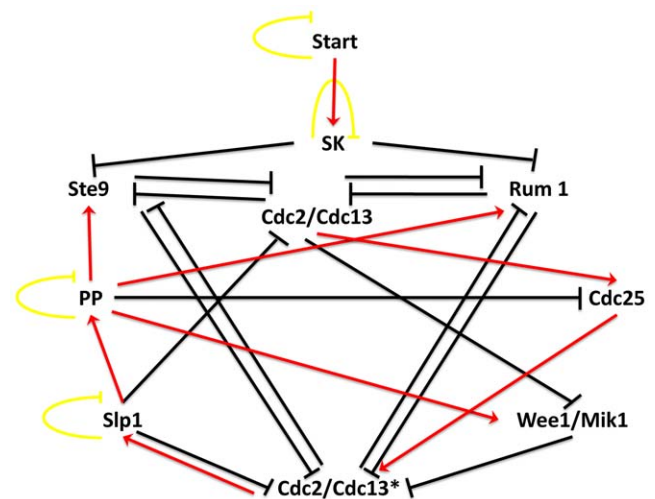 Start
SK
Ste9
Rum 1
Cdc2/Cdc13
PP
Cdc25
Slp1
Wee1/Mik1
Cdc2/Cdc13*